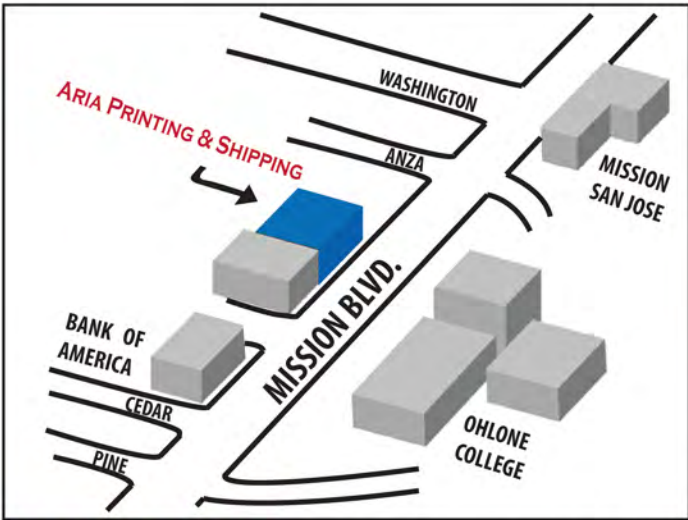 WASHINGTON
ARIA PRINTING & SHIPPING
ANZA
MISSION
SAN JOSE
MISSION BLVD.
BANK OF
AMERICA
CEDAR
OHLONE
COLLEGE
PINE